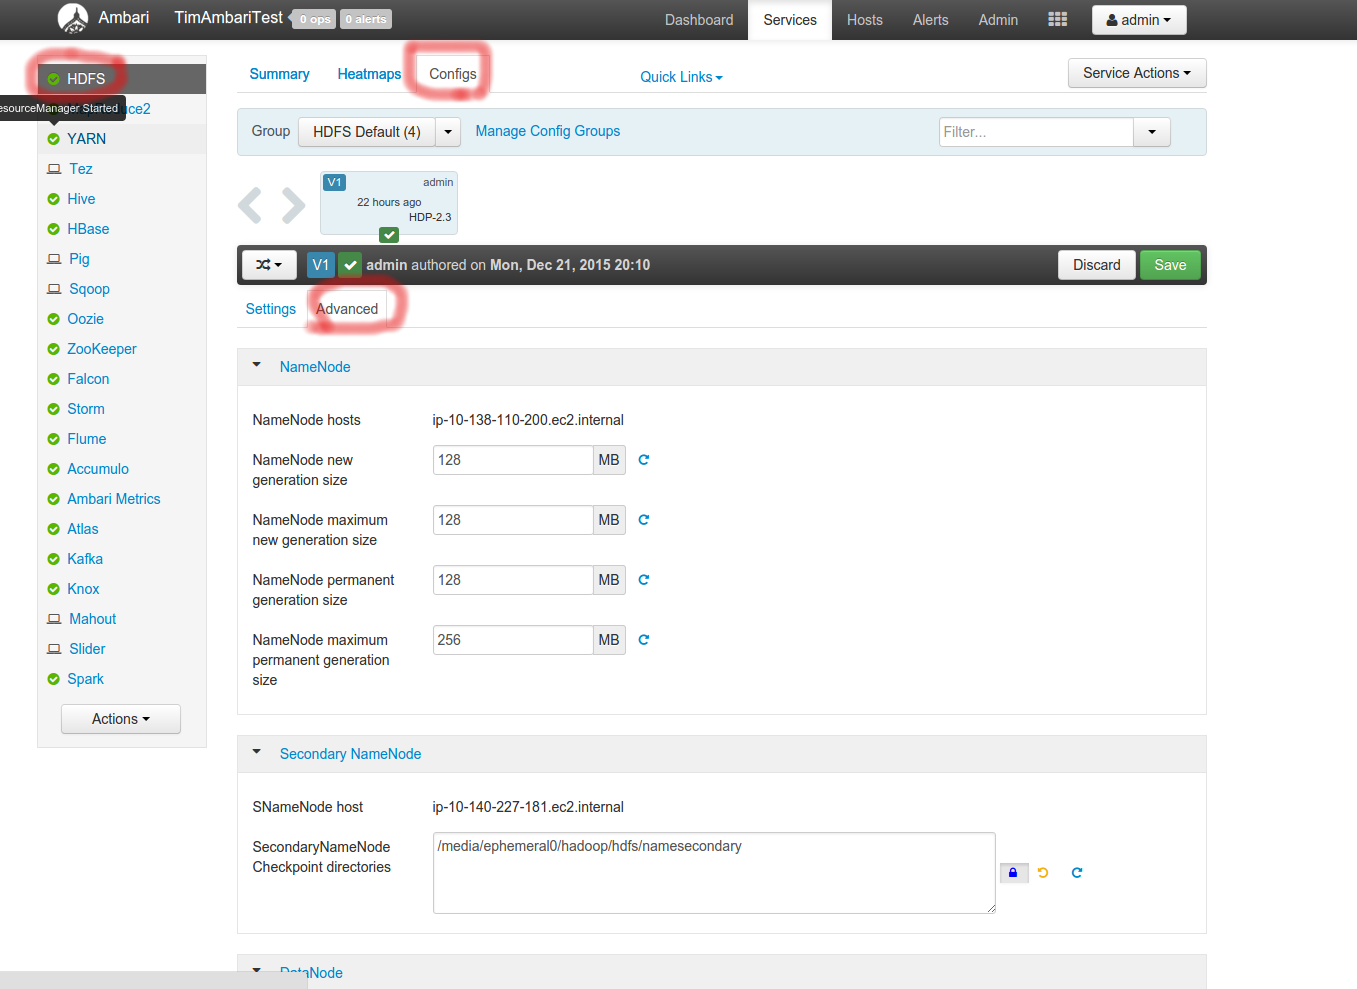 Ambari TimAmbariTest 0 ops 0 alerts Dashboard Services Hosts Alerts Admin admin
HDFS
esourceManager Started
uce2
YARN
Tez
Hive
HBase
Pig
Sqoop
Oozie
ZooKeeper
Falcon
Storm
Flume
Accumulo
Ambari Metrics
Atlas
Kafka
Knox
Mahout
Slider
Spark
Actions
Summary Heatmaps Configs Quick Links Service Actions
Group HDFS Default (4) Manage Config Groups Filter...
V1 admin
22 hours ago
HDP-2.3
V1 admin authored on Mon, Dec 21, 2015 20:10 Discard Save
Settings Advanced
NameNode
NameNode hosts ip-10-138-110-200.ec2.internal
NameNode new generation size 128 MB
NameNode maximum new generation size 128 MB
NameNode permanent generation size 128 MB
NameNode maximum permanent generation size 256 MB
Secondary NameNode
SNameNode host ip-10-140-227-181.ec2.internal
SecondaryNameNode Checkpoint directories /media/ephemeral0/hadoop/hdfs/namesecondary
DataNode